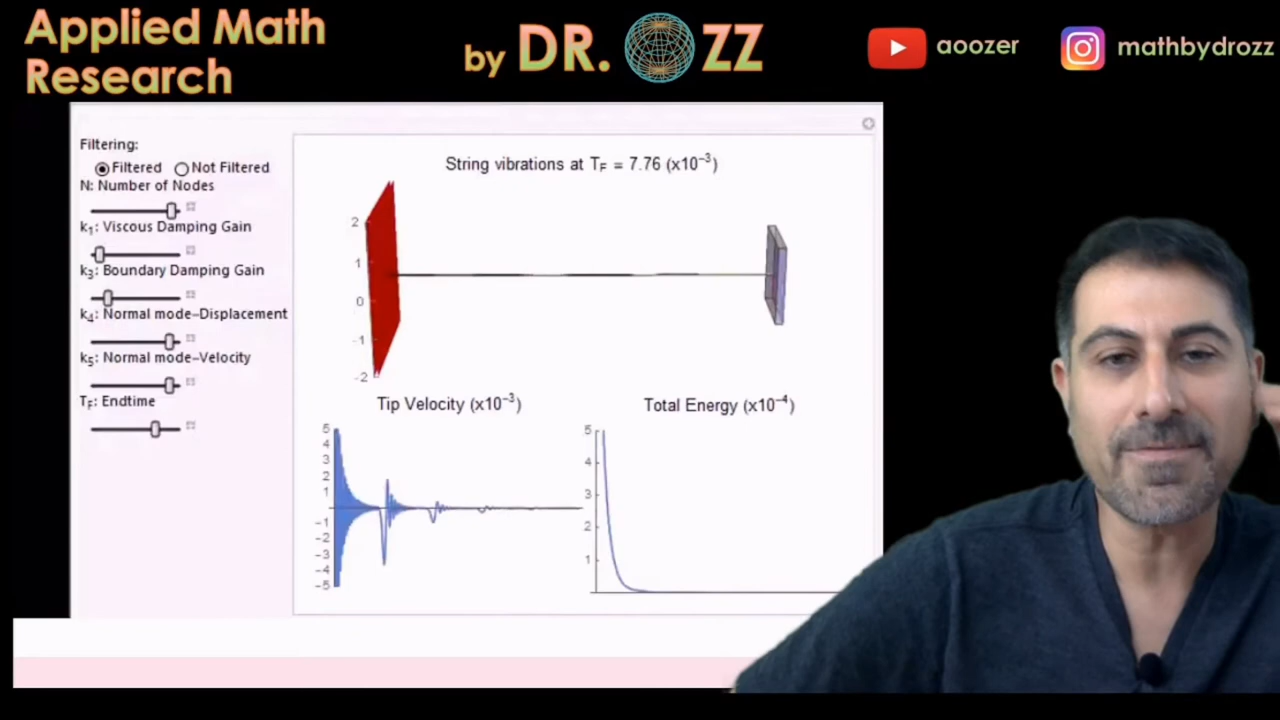 Applied Math
Research
by DR. OZZ
aoozer
mathbydrozz
Filtering:
Filtered Not Filtered
N: Number of Nodes
k₁: Viscous Damping Gain
k₃: Boundary Damping Gain
k₄: Normal mode–Displacement
k₅: Normal mode–Velocity
T_F: Endtime
String vibrations at T_F = 7.76 (x10⁻³)
2
1
0
-1
-2
Tip Velocity (x10⁻³)
5
4
3
2
1
-1
-2
-3
-4
-5
Total Energy (x10⁻⁴)
5
4
3
2
1